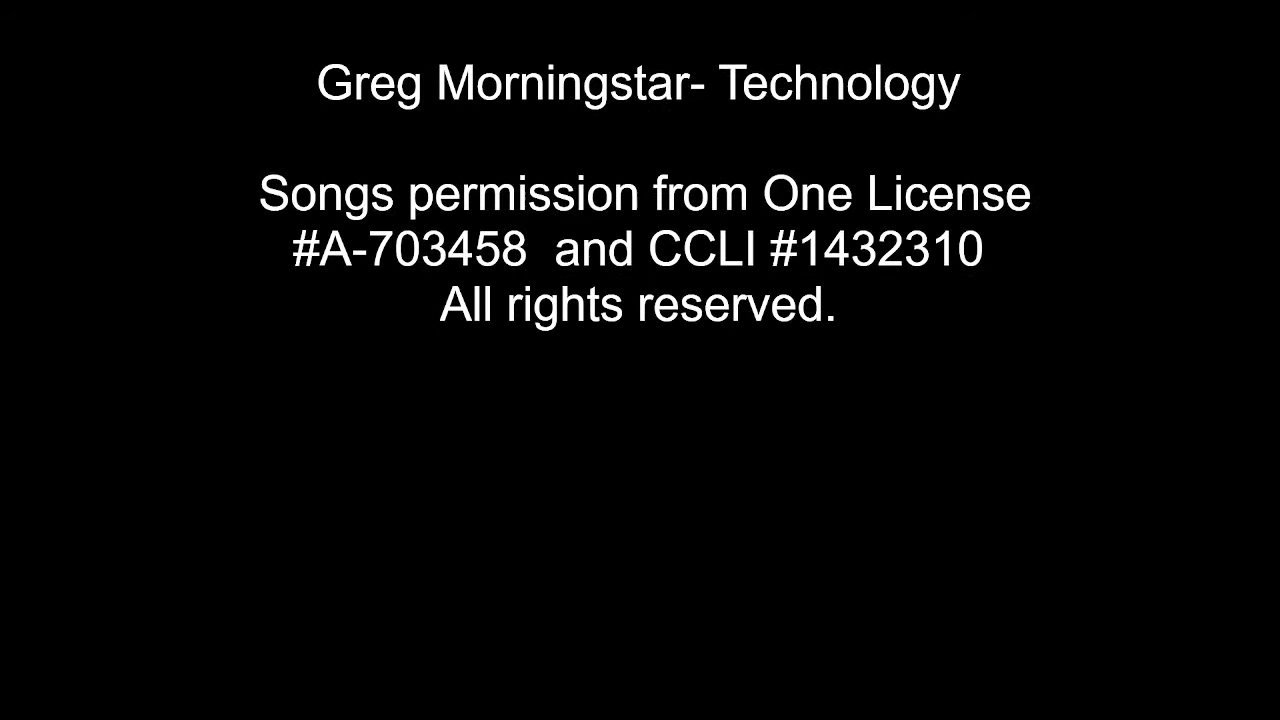 Greg Morningstar- Technology
Songs permission from One License
#A-703458  and CCLI #1432310
All rights reserved.